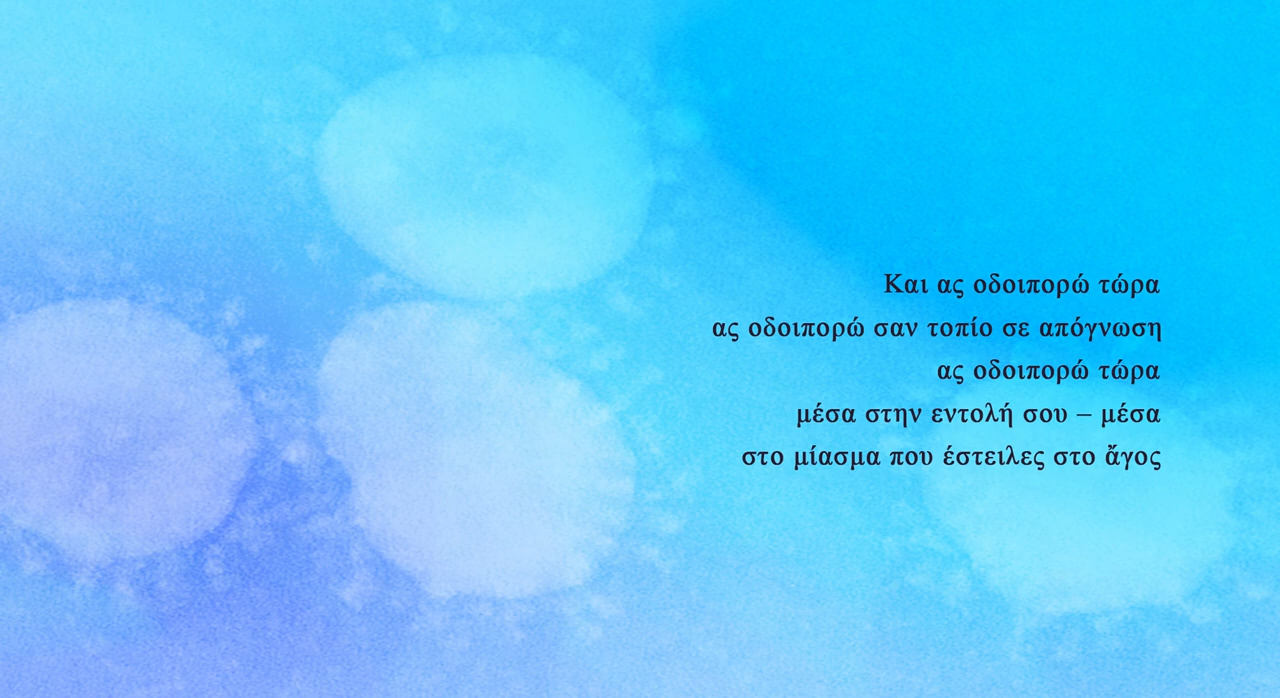 Και ας οδοιπορώ τώρα
ας οδοιπορώ σαν τοπίο σε απόγνωση
ας οδοιπορώ τώρα
μέσα στην εντολή σου – μέσα
στο μίασμα που έστειλες στο ἄγος